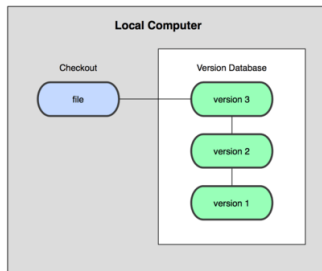 Local Computer
Checkout
Version Database
file
version 3
version 2
version 1